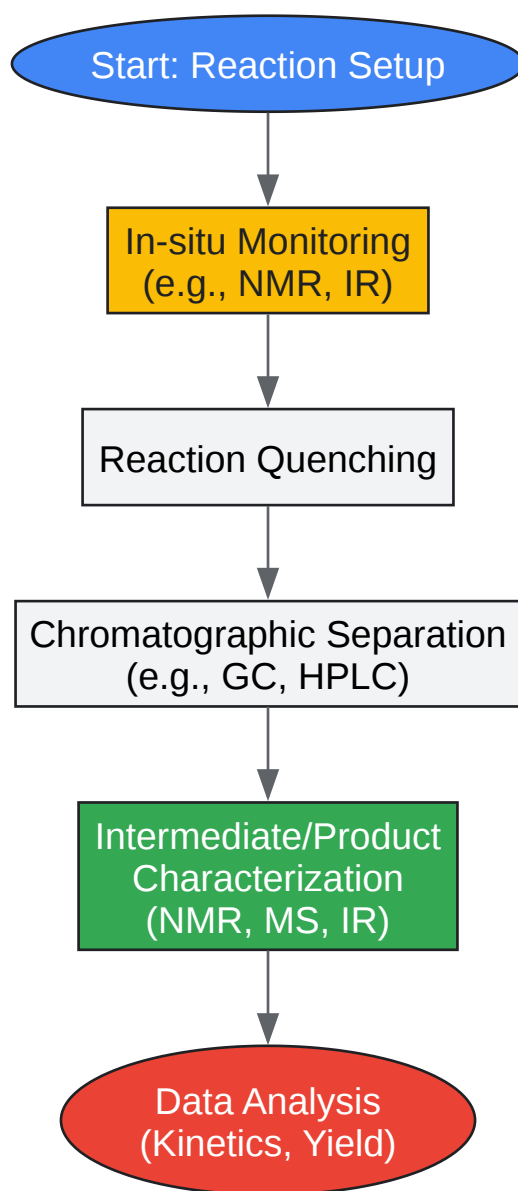 Start: Reaction Setup
In-situ Monitoring
(e.g., NMR, IR)
Reaction Quenching
Chromatographic Separation
(e.g., GC, HPLC)
Intermediate/Product
Characterization
(NMR, MS, IR)
Data Analysis
(Kinetics, Yield)